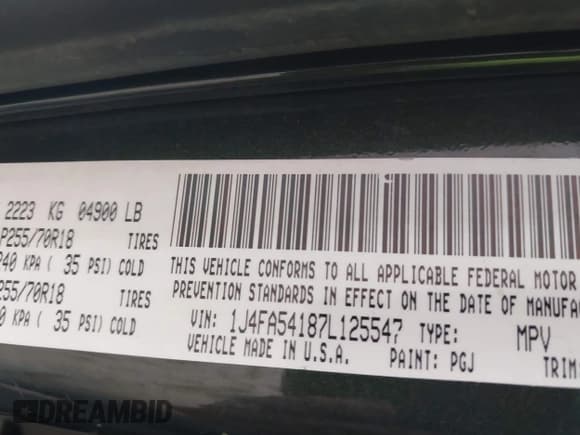 2223 KG 04900 LB
P255/70R18 TIRES
240 KPA ( 35 PSI) COLD
255/70R18 TIRES
0 KPA ( 35 PSI) COLD
THIS VEHICLE CONFORMS TO ALL APPLICABLE FEDERAL MOTOR
PREVENTION STANDARDS IN EFFECT ON THE DATE OF MANUFA
VIN: 1J4FA54187L125547 TYPE: MPV
VEHICLE MADE IN U.S.A. PAINT: PGJ TRIM:
DREAMBID